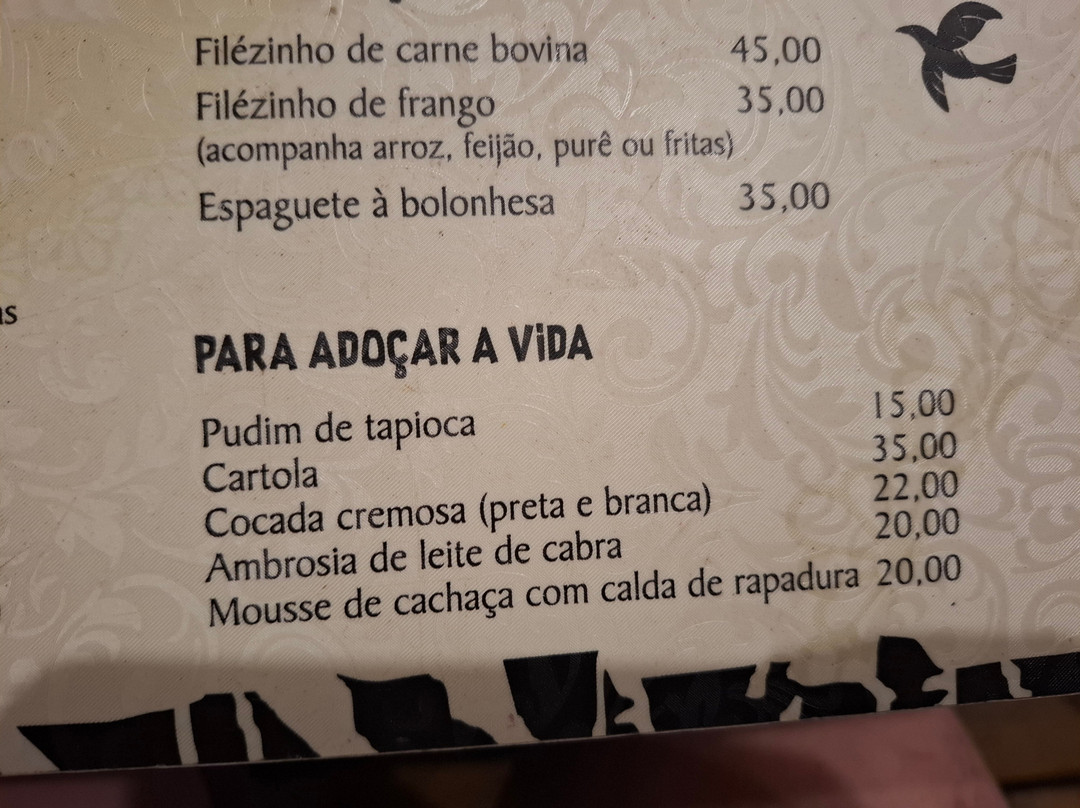 Filézinho de carne bovina 45,00
Filézinho de frango 35,00
(acompanha arroz, feijão, purê ou fritas)
Espaguete à bolonhesa 35,00
PARA ADOÇAR A ViDA
Pudim de tapioca 15,00
Cartola 35,00
Cocada cremosa (preta e branca) 22,00
Ambrosia de leite de cabra 20,00
Mousse de cachaça com calda de rapadura 20,00